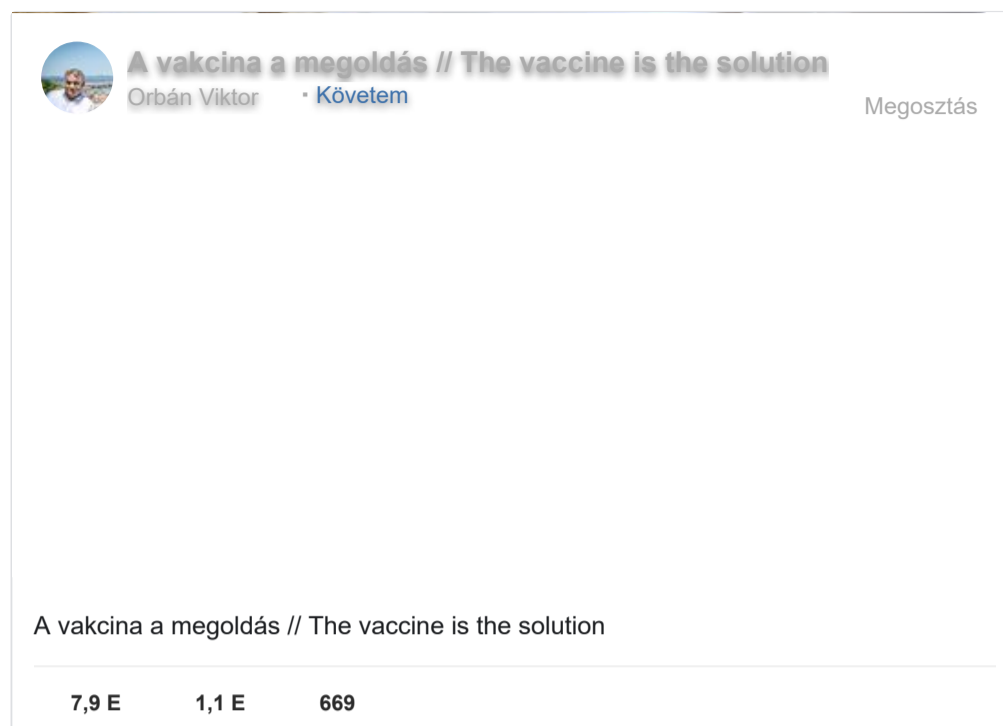 A vakcina a megoldás // The vaccine is the solution
Orbán Viktor · Követem
Megosztás
A vakcina a megoldás // The vaccine is the solution
7,9 E 1,1 E 669